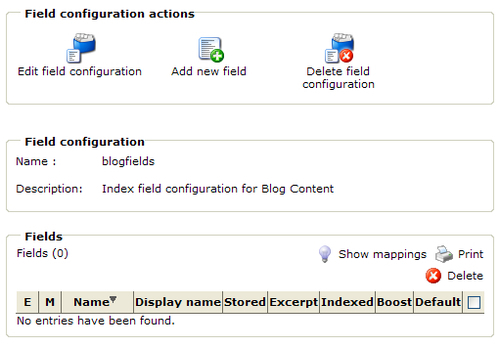 Field configuration actions
Edit field configuration
Add new field
Delete field
configuration
Field configuration
Name :
blogfields
Description:
Index field configuration for Blog Content
Fields
Fields (0)
Show mappings
Print
Delete
E M Name Display name Stored Excerpt Indexed Boost Default
No entries have been found.